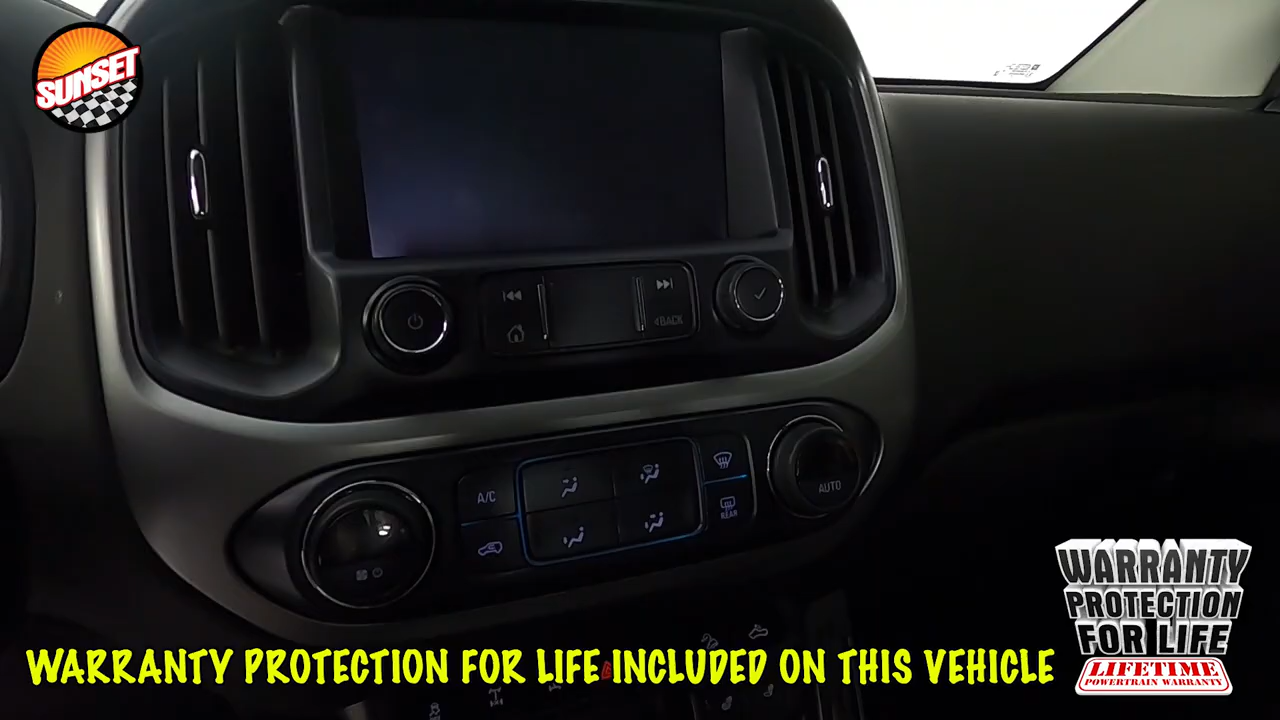 SUNSET
BACK
A/C
REAR
AUTO
WARRANTY
PROTECTION
FOR LIFE
LIFETIME
POWERTRAIN WARRANTY
WARRANTY PROTECTION FOR LIFE INCLUDED ON THIS VEHICLE